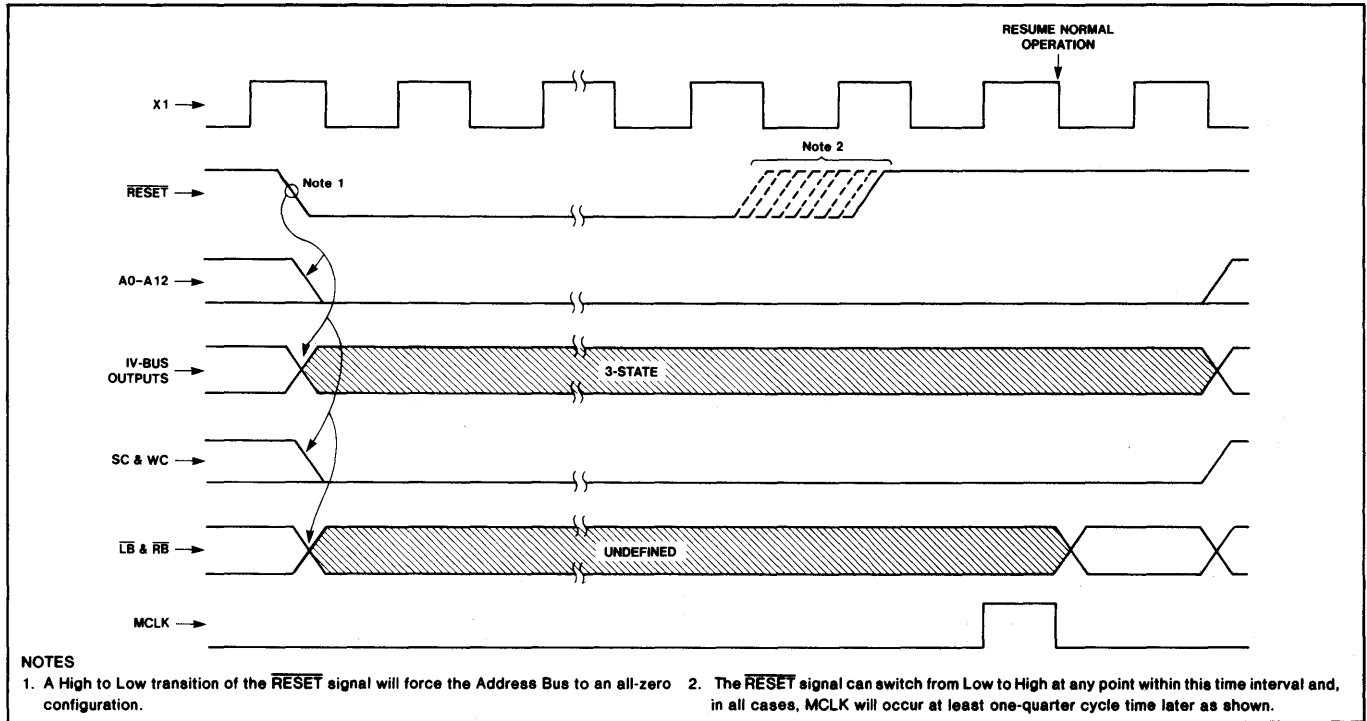 RESUME NORMAL
OPERATION
X1
Note 2
RESET
Note 1
A0-A12
IV-BUS
OUTPUTS
3-STATE
SC & WC
LB & RB
UNDEFINED
MCLK
NOTES
1. A High to Low transition of the RESET signal will force the Address Bus to an all-zero
configuration.
2. The RESET signal can switch from Low to High at any point within this time interval and,
in all cases, MCLK will occur at least one-quarter cycle time later as shown.